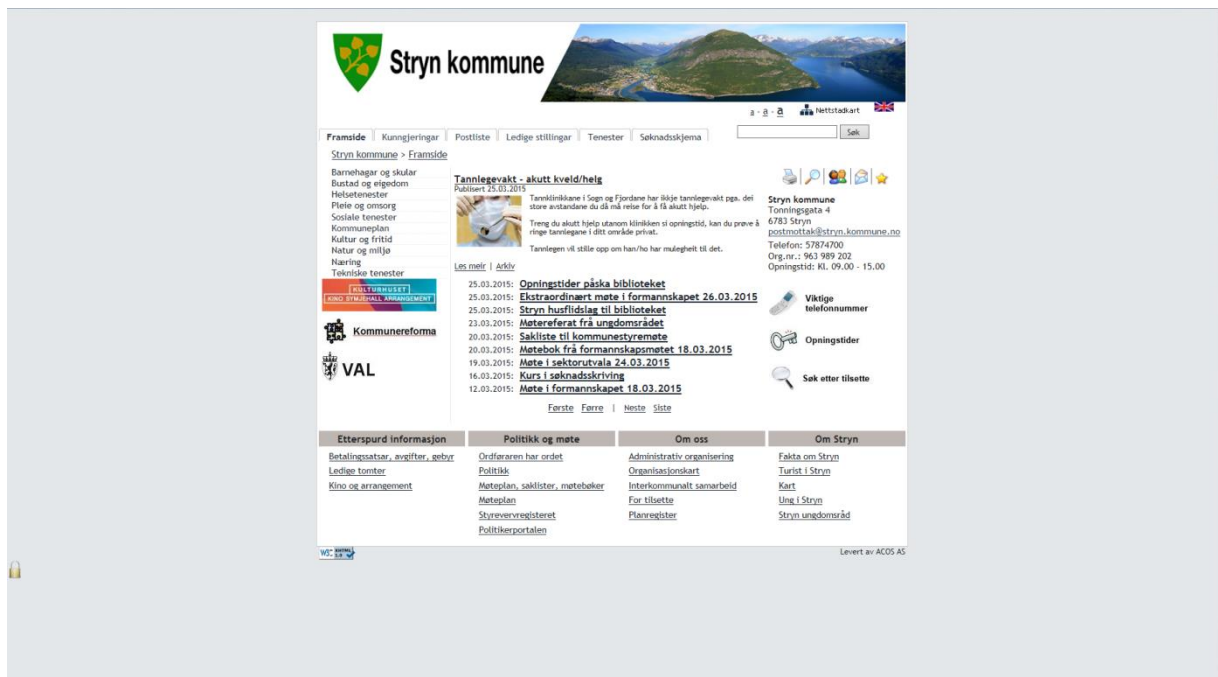 Stryn kommune
a - a - a
Nettstadkart
Framside
Kunngjeringar
Postliste
Ledige stillingar
Tenester
Søknadsskjema
Søk
Stryn kommune > Framside
Barnehagar og skular
Bustad og eigedom
Helsetenester
Pleie og omsorg
Sosiale tenester
Kommuneplan
Kultur og fritid
Natur og miljø
Næring
Tekniske tenester
KULTURHUSET
KINO SYMJEHALL ARRANGEMENT
Kommunereforma
VAL
Tannlegevakt - akutt kveld/helg
Publisert 25.03.2015
Tannklinikkane i Sogn og Fjordane har ikkje tannlegevakt pga. dei
store avstandane du då må reise for å få akutt hjelp.
Treng du akutt hjelp utanom klinikken si opningstid, kan du prøve å
ringe tannlegane i ditt område privat.
Tannlegen vil stille opp om han/ho har mulegheit til det.
Les meir | Arkiv
25.03.2015: Opningstider påska biblioteket
25.03.2015: Ekstraordinært møte i formannskapet 26.03.2015
25.03.2015: Stryn husflidslag til biblioteket
23.03.2015: Møtereferat frå ungdomsrådet
20.03.2015: Sakliste til kommunestyremøte
20.03.2015: Møtebok frå formannskapsmøtet 18.03.2015
19.03.2015: Møte i sektorutvala 24.03.2015
16.03.2015: Kurs i søknadsskriving
12.03.2015: Møte i formannskapet 18.03.2015
Første Førre | Neste Siste
Stryn kommune
Tonningsgata 4
6783 Stryn
postmottak@stryn.kommune.no
Telefon: 57874700
Org.nr.: 963 989 202
Opningstid: Kl. 09.00 - 15.00
Viktige
telefonnummer
Opningstider
Søk etter tilsette
Etterspurd informasjon
Betalingssatsar, avgifter, gebyr
Ledige tomter
Kino og arrangement
Politikk og møte
Ordføraren har ordet
Politikk
Møteplan, saklister, møtebøker
Møteplan
Styrevervregisteret
Politikerportalen
Om oss
Administrativ organisering
Organisasjonskart
Interkommunalt samarbeid
For tilsette
Planregister
Om Stryn
Fakta om Stryn
Turist i Stryn
Kart
Ung i Stryn
Stryn ungdomsråd
W3C XHTML 1.0
Levert av ACOS AS